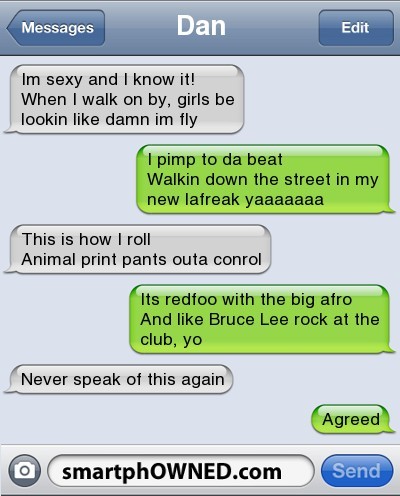 Messages
Dan
Edit
Im sexy and I know it!
When I walk on by, girls be
lookin like damn im fly
I pimp to da beat
Walkin down the street in my
new lafreak yaaaaaaa
This is how I roll
Animal print pants outa conrol
Its redfoo with the big afro
And like Bruce Lee rock at the
club, yo
Never speak of this again
Agreed
smartphOWNED.com
Send